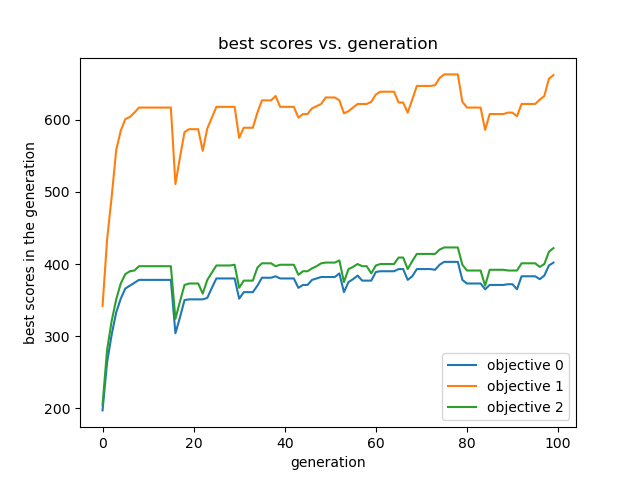 best scores vs. generation
best scores in the generation
600
500
400
300
200
0
20
40
60
80
100
generation
objective 0
objective 1
objective 2